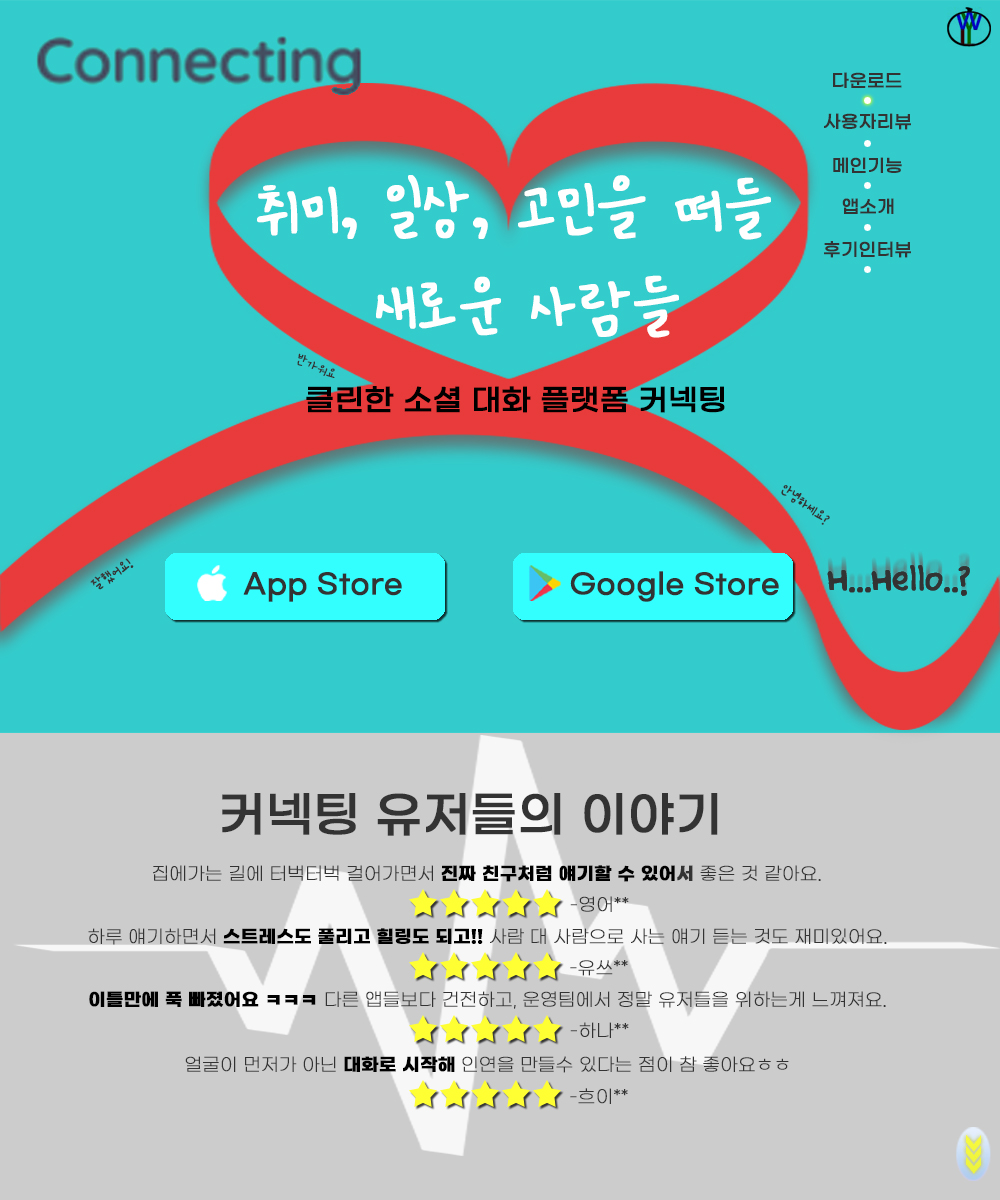 Connecting
다운로드
사용자리뷰
메인기능
앱소개
후기인터뷰
취미, 일상, 고민을 떠들
새로운 사람들
반가워요
클린한 소셜 대화 플랫폼 커넥팅
안녕하세요?
잘했어요!
App Store
Google Store
H...Hello..?
커넥팅 유저들의 이야기
집에가는 길에 터벅터벅 걸어가면서 진짜 친구처럼 얘기할 수 있어서 좋은 것 같아요.
-영어**
하루 얘기하면서 스트레스도 풀리고 힐링도 되고!! 사람 대 사람으로 사는 얘기 듣는 것도 재미있어요.
-유쓰**
이틀만에 푹 빠졌어요 ㅋㅋㅋ 다른 앱들보다 건전하고, 운영팀에서 정말 유저들을 위하는게 느껴져요.
-하나**
얼굴이 먼저가 아닌 대화로 시작해 인연을 만들수 있다는 점이 참 좋아요ㅎㅎ
-흐이**